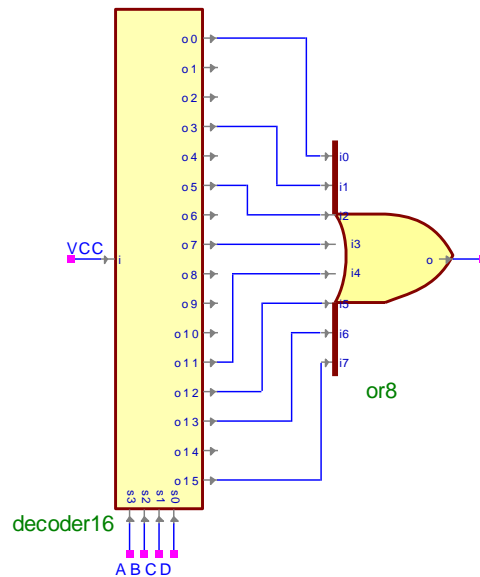 o0
o1
o2
o3
o4
o5
o6
o7
o8
o9
o10
o11
o12
o13
o14
o15
VCC
i
i0
i1
i2
i3
i4
i5
i6
i7
o
or8
s3 s2 s1 s0
decoder16
A B C D